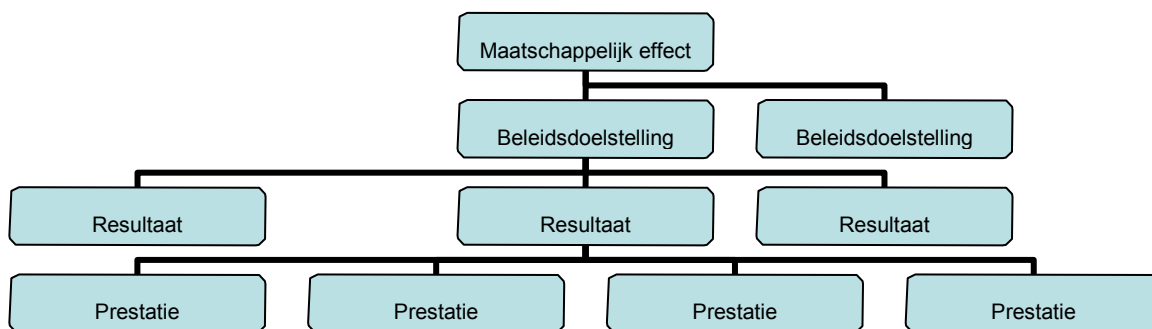 Maatschappelijk effect
Beleidsdoelstelling
Beleidsdoelstelling
Resultaat
Resultaat
Resultaat
Prestatie
Prestatie
Prestatie
Prestatie